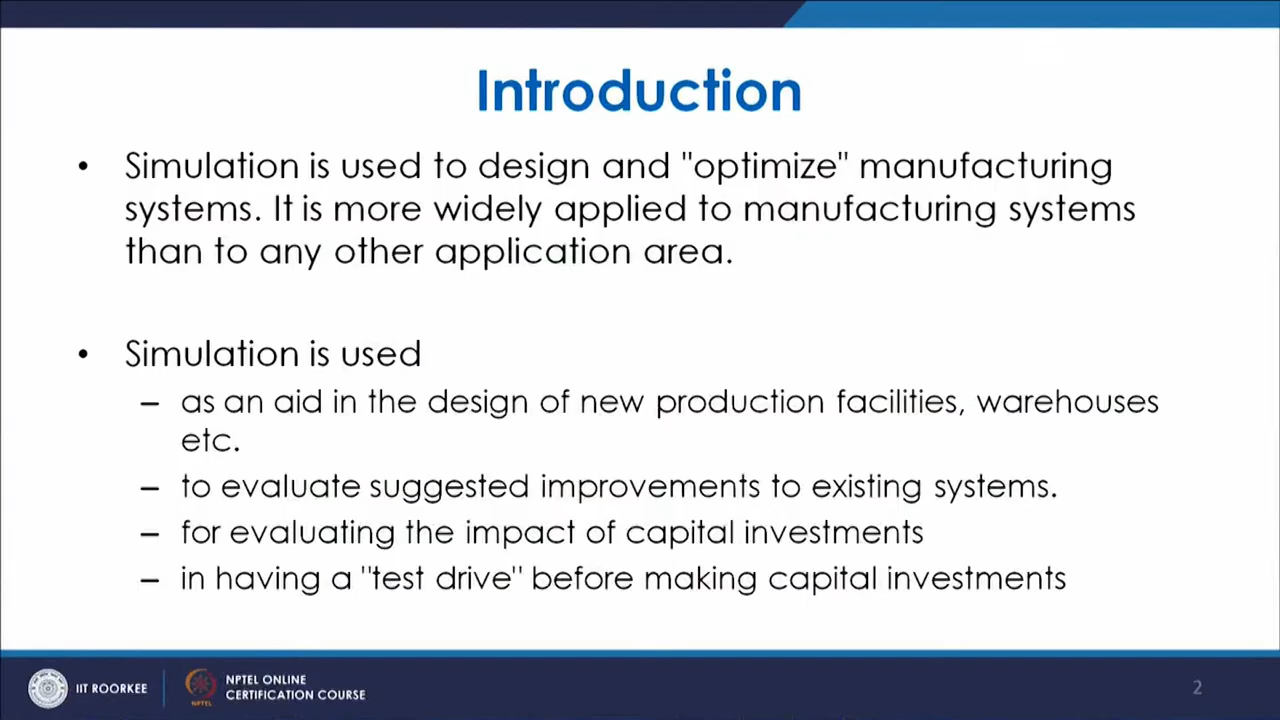 Introduction
• Simulation is used to design and "optimize" manufacturing
systems. It is more widely applied to manufacturing systems
than to any other application area.
• Simulation is used
– as an aid in the design of new production facilities, warehouses
etc.
– to evaluate suggested improvements to existing systems.
– for evaluating the impact of capital investments
– in having a "test drive" before making capital investments
IIT ROORKEE
NPTEL
NPTEL ONLINE
CERTIFICATION COURSE
2